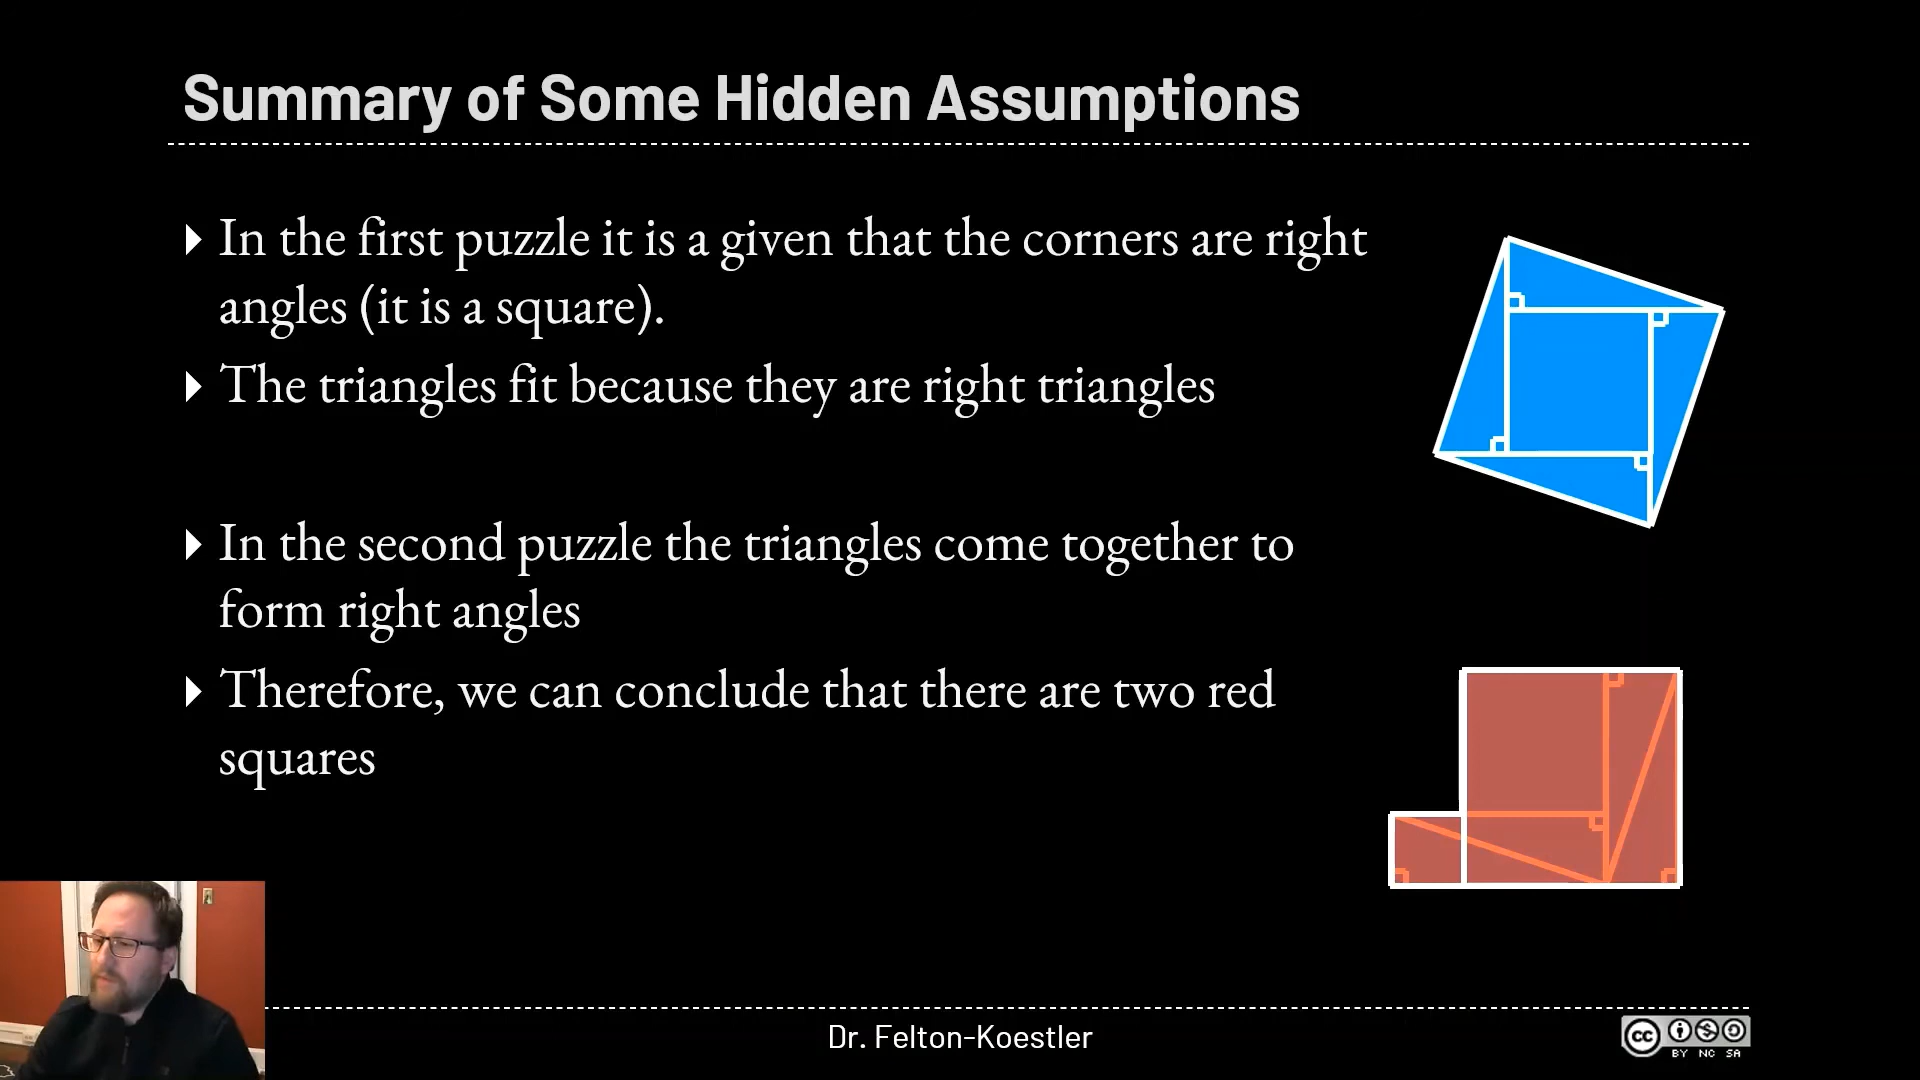 Summary of Some Hidden Assumptions
In the first puzzle it is a given that the corners are right
angles (it is a square).
The triangles fit because they are right triangles
In the second puzzle the triangles come together to
form right angles
Therefore, we can conclude that there are two red
squares
Dr. Felton-Koestler
cc
BY NC SA